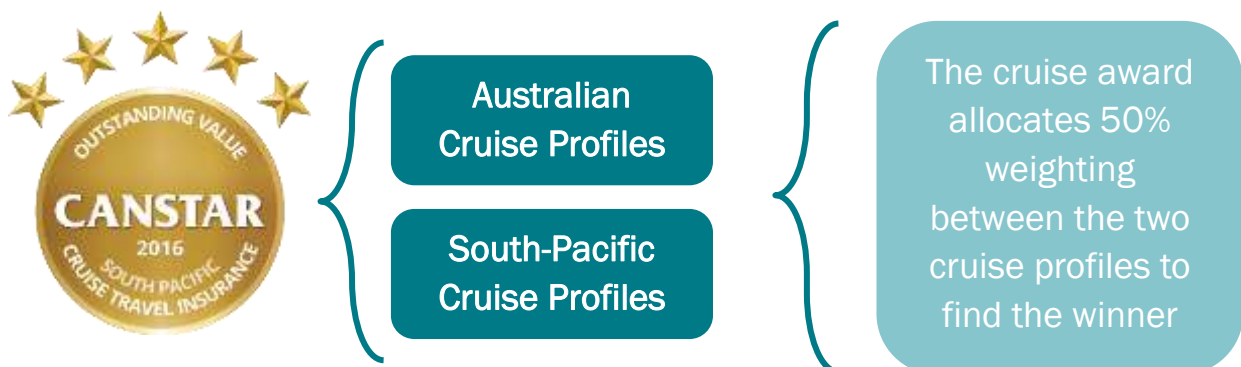 OUTSTANDING VALUE
CANSTAR
2016
SOUTH PACIFIC
CRUISE TRAVEL INSURANCE
Australian
Cruise Profiles
South-Pacific
Cruise Profiles
The cruise award
allocates 50%
weighting
between the two
cruise profiles to
find the winner